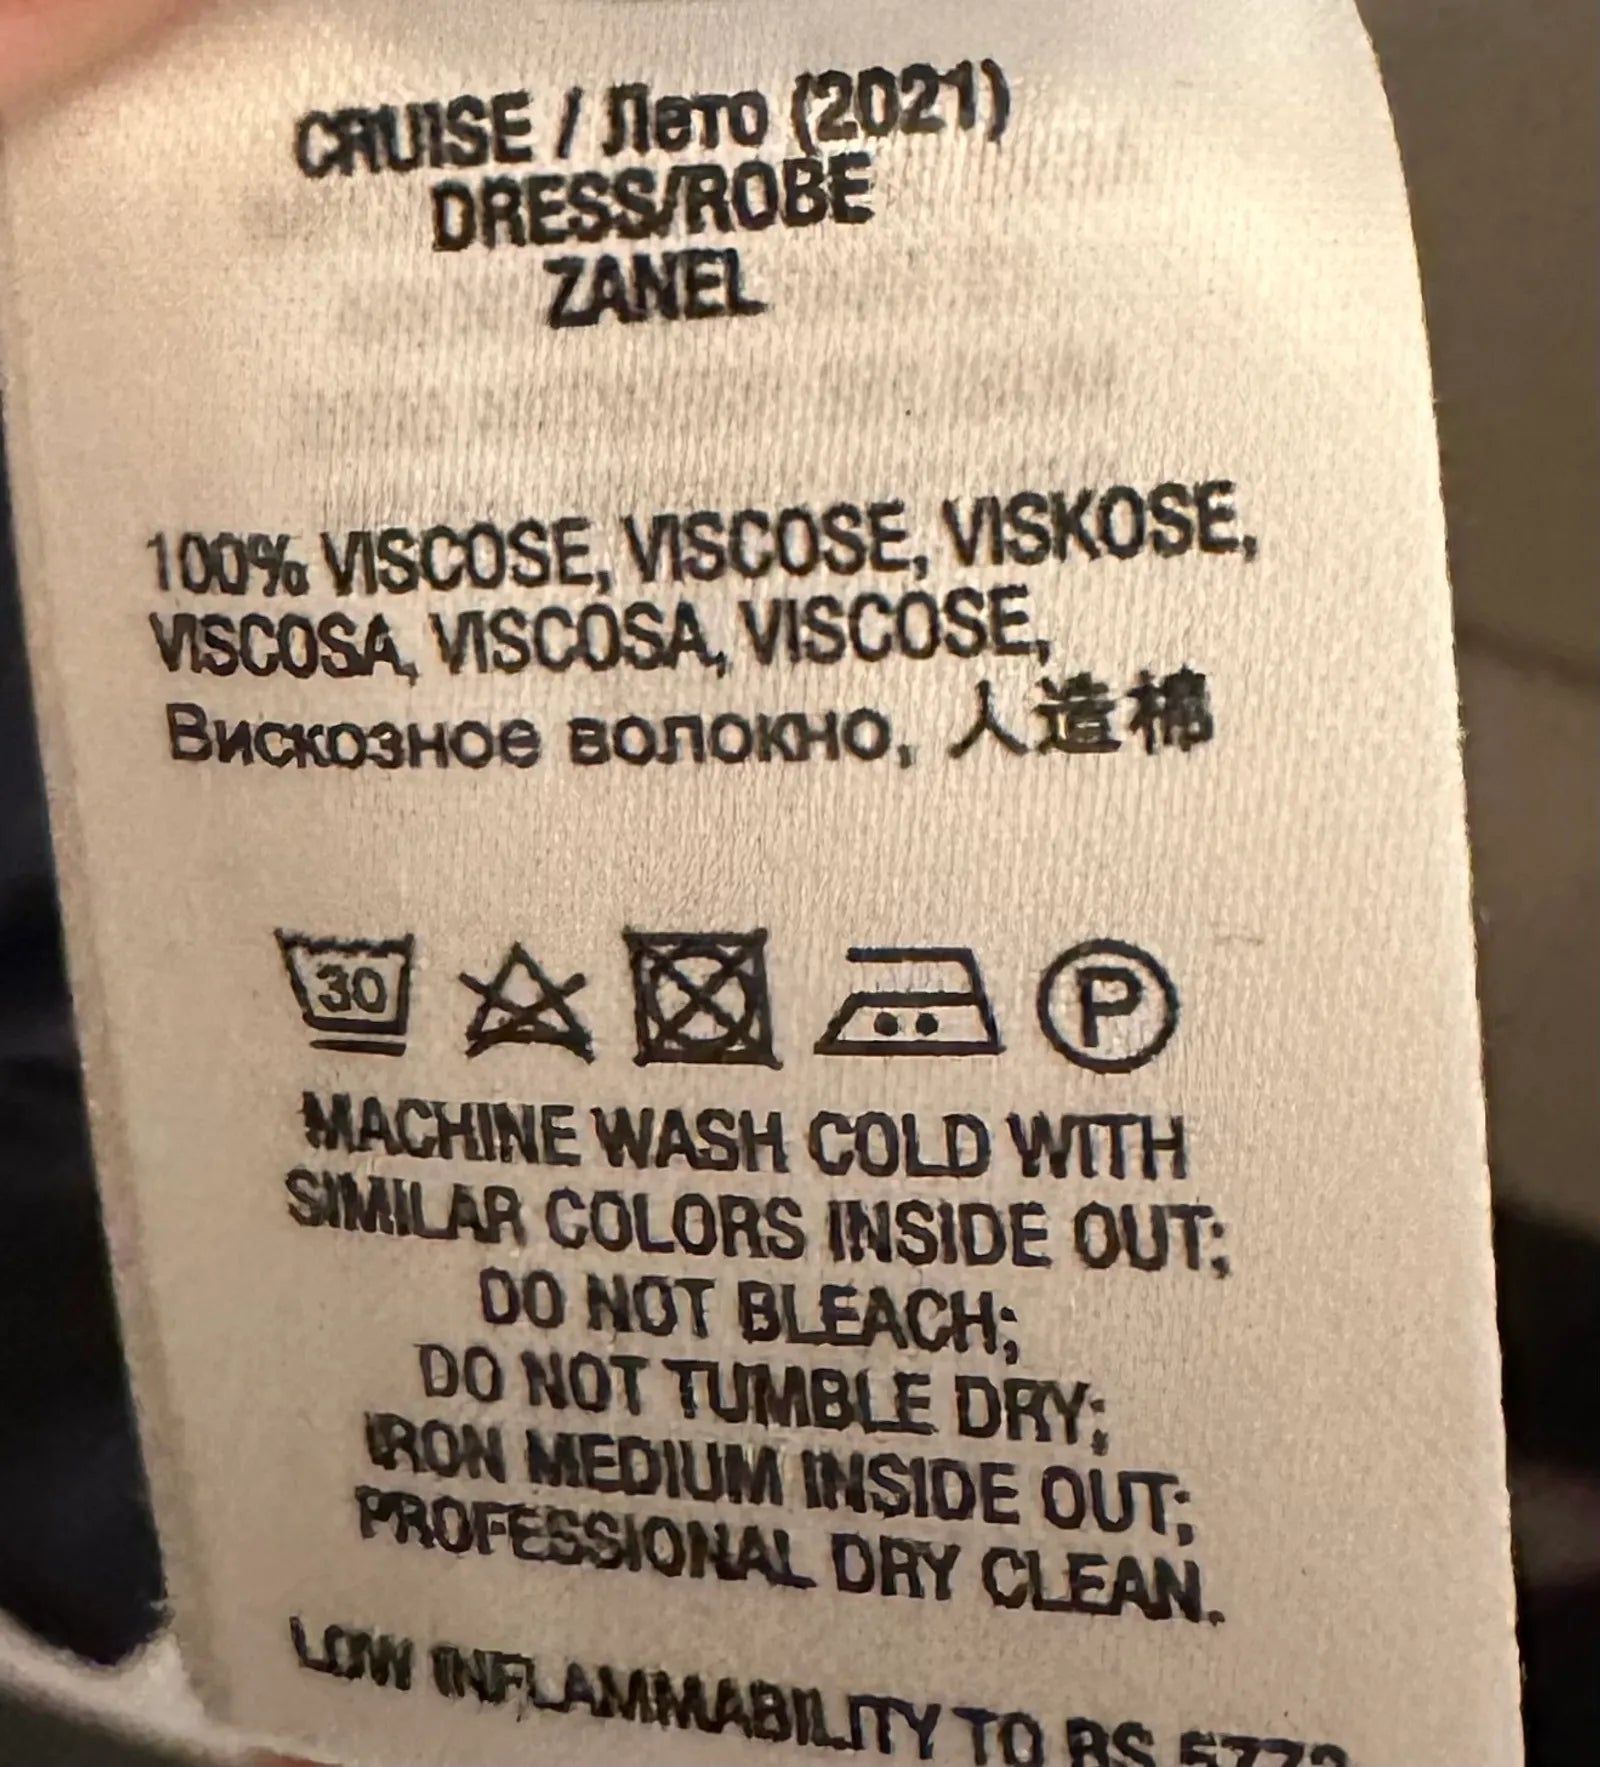 CRUISE / Лето (2021)
DRESS/ROBE
ZANEL
100% VISCOSE, VISCOSE, VISKOSE,
VISCOSA, VISCOSA, VISCOSE,
Вискозное волокно, 人造棉
30
P
MACHINE WASH COLD WITH
SIMILAR COLORS INSIDE OUT;
DO NOT BLEACH;
DO NOT TUMBLE DRY;
IRON MEDIUM INSIDE OUT;
PROFESSIONAL DRY CLEAN.
LOW INFLAMMABILITY TO BS